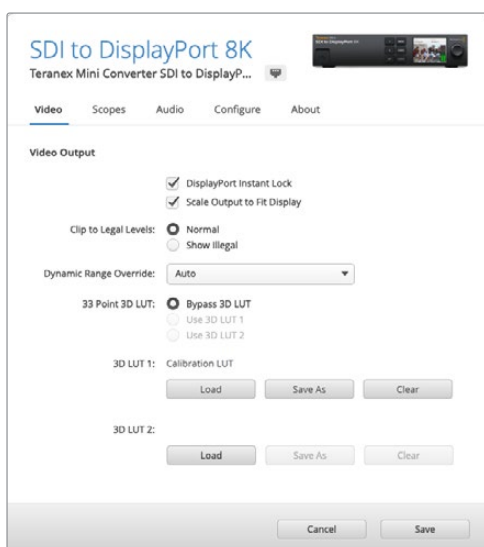 SDI to DisplayPort 8K
Teranex Mini Converter SDI to DisplayP...
Video Scopes Audio Configure About
Video Output
DisplayPort Instant Lock
Scale Output to Fit Display
Clip to Legal Levels: Normal
Show Illegal
Dynamic Range Override: Auto
33 Point 3D LUT: Bypass 3D LUT
Use 3D LUT 1
Use 3D LUT 2
3D LUT 1: Calibration LUT
Load Save As Clear
3D LUT 2:
Load Save As Clear
Cancel Save